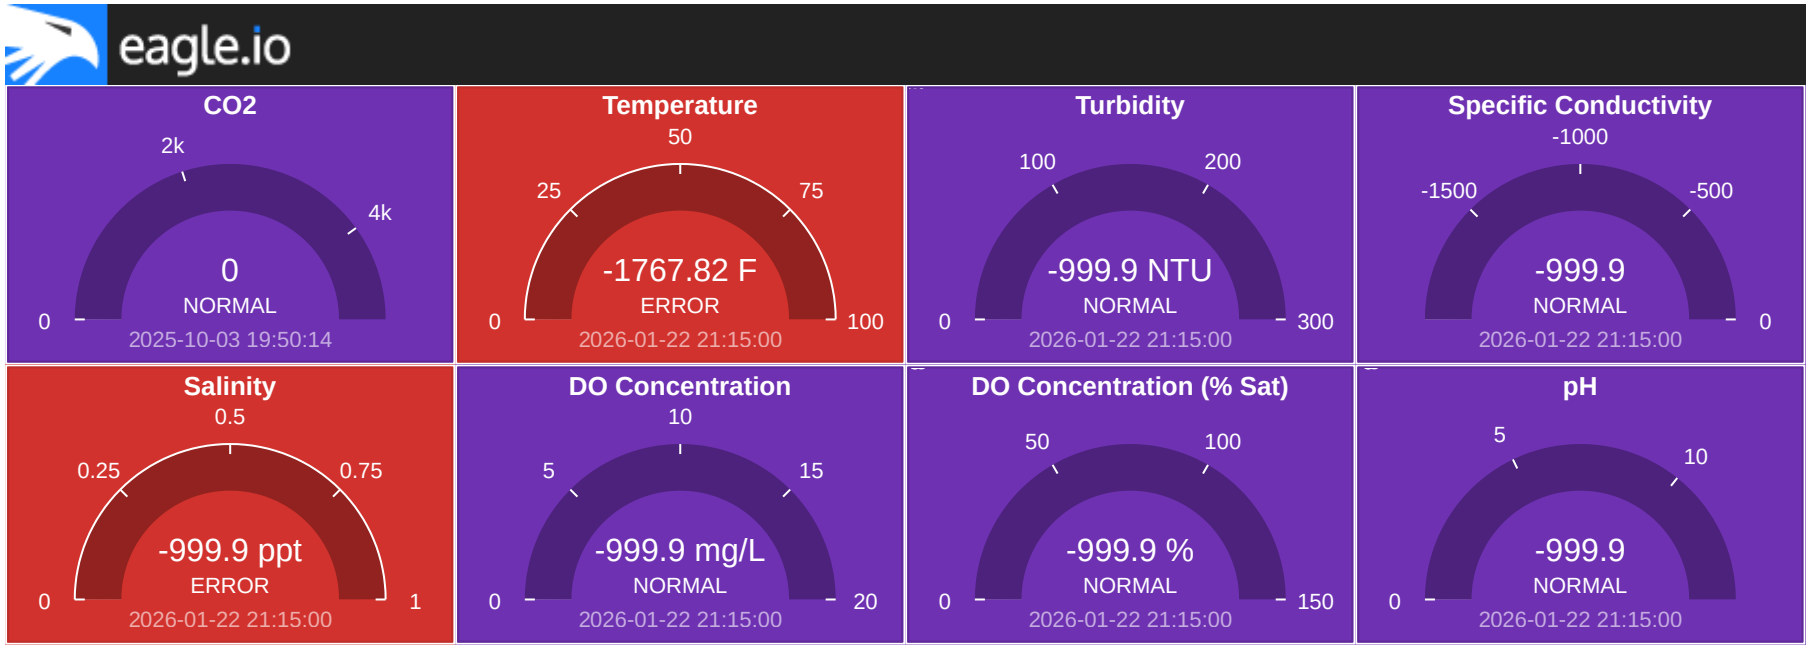 eagle.io
CO2
2k
4k
0
NORMAL
0
2025-10-03 19:50:14
Temperature
50
25
75
-1767.82 F
ERROR
0
100
2026-01-22 21:15:00
Turbidity
100
200
-999.9 NTU
NORMAL
0
300
2026-01-22 21:15:00
Specific Conductivity
-1000
-1500
-500
-999.9
NORMAL
0
2026-01-22 21:15:00
Salinity
0.5
0.25
0.75
-999.9 ppt
ERROR
0
1
2026-01-22 21:15:00
DO Concentration
10
5
15
-999.9 mg/L
NORMAL
0
20
2026-01-22 21:15:00
DO Concentration (% Sat)
50
100
-999.9 %
NORMAL
0
150
2026-01-22 21:15:00
pH
5
10
-999.9
NORMAL
0
2026-01-22 21:15:00